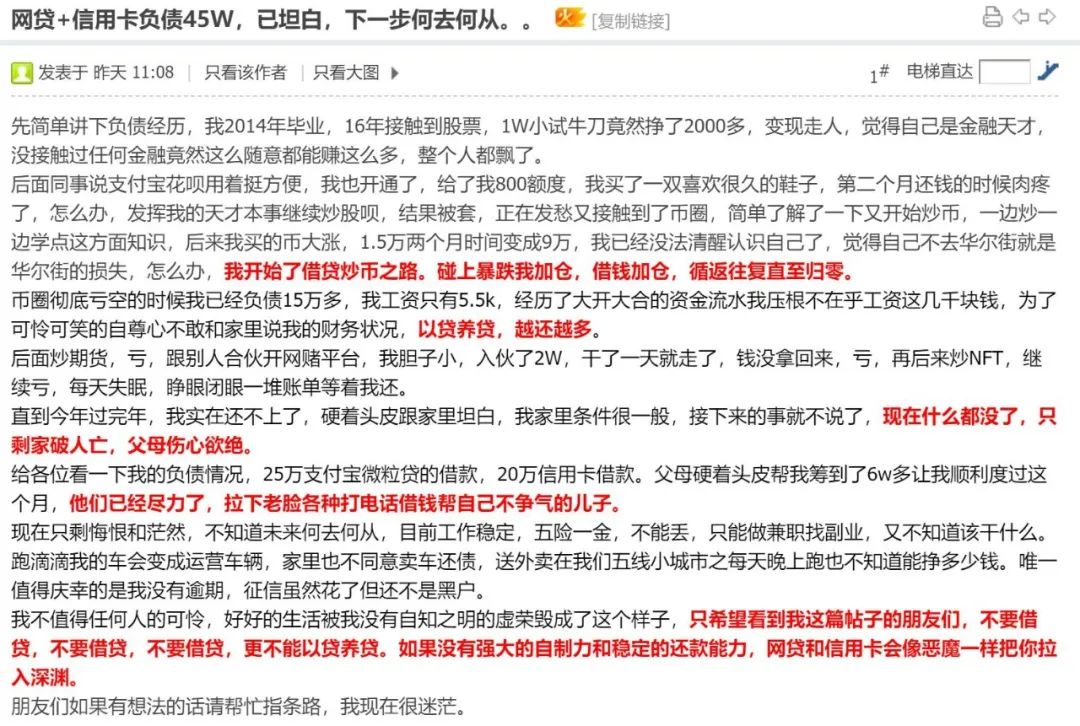 网贷+信用卡负债45W，已坦白，下一步何去何从。。 火 [复制链接]
发表于 昨天 11:08 | 只看该作者 | 只看大图 1# 电梯直达
先简单讲下负债经历，我2014年毕业，16年接触到股票，1W小试牛刀竟然挣了2000多，变现走人，觉得自己是金融天才，
没接触过任何金融竟然这么随意都能赚这么多，整个人都飘了。
后面同事说支付宝花呗用着挺方便，我也开通了，给了我800额度，我买了一双喜欢很久的鞋子，第二个月还钱的时候肉疼
了，怎么办，发挥我的天才本事继续炒股呗，结果被套，正在发愁又接触到了币圈，简单了解了一下又开始炒币，一边炒一
边学点这方面知识，后来我买的币大涨，1.5万两个月时间变成9万，我已经没法清醒认识自己了，觉得自己不去华尔街就是
华尔街的损失，怎么办，我开始了借贷炒币之路。碰上暴跌我加仓，借钱加仓，循返往复直至归零。
币圈彻底亏空的时候我已经负债15万多，我工资只有5.5k，经历了大开大合的资金流水我压根不在乎工资这几千块钱，为了
可怜可笑的自尊心不敢和家里说我的财务状况，以贷养贷，越还越多。
后面炒期货，亏，跟别人合伙开网赌平台，我胆子小，入伙了2W，干了一天就走了，钱没拿回来，亏，再后来炒NFT，继
续亏，每天失眠，睁眼闭眼一堆账单等着我还。
直到今年过完年，我实在还不上了，硬着头皮跟家里坦白，我家里条件很一般，接下来的事就不说了，现在什么都没了，只
剩家破人亡，父母伤心欲绝。
给各位看一下我的负债情况，25万支付宝微粒贷的借款，20万信用卡借款。父母硬着头皮帮我筹到了6w多让我顺利度过这
个月，他们已经尽力了，拉下老脸各种打电话借钱帮自己不争气的儿子。
现在只剩悔恨和茫然，不知道未来何去何从，目前工作稳定，五险一金，不能丢，只能做兼职找副业，又不知道该干什么。
跑滴滴我的车会变成运营车辆，家里也不同意卖车还债，送外卖在我们五线小城市之每天晚上跑也不知道能挣多少钱。唯一
值得庆幸的是我没有逾期，征信虽然花了但还不是黑户。
我不值得任何人的可怜，好好的生活被我没有自知之明的虚荣毁成了这个样子，只希望看到我这篇帖子的朋友们，不要借
贷，不要借贷，不要借贷，更不能以贷养贷。如果没有强大的自制力和稳定的还款能力，网贷和信用卡会像恶魔一样把你拉
入深渊。
朋友们如果有想法的话请帮忙指条路，我现在很迷茫。